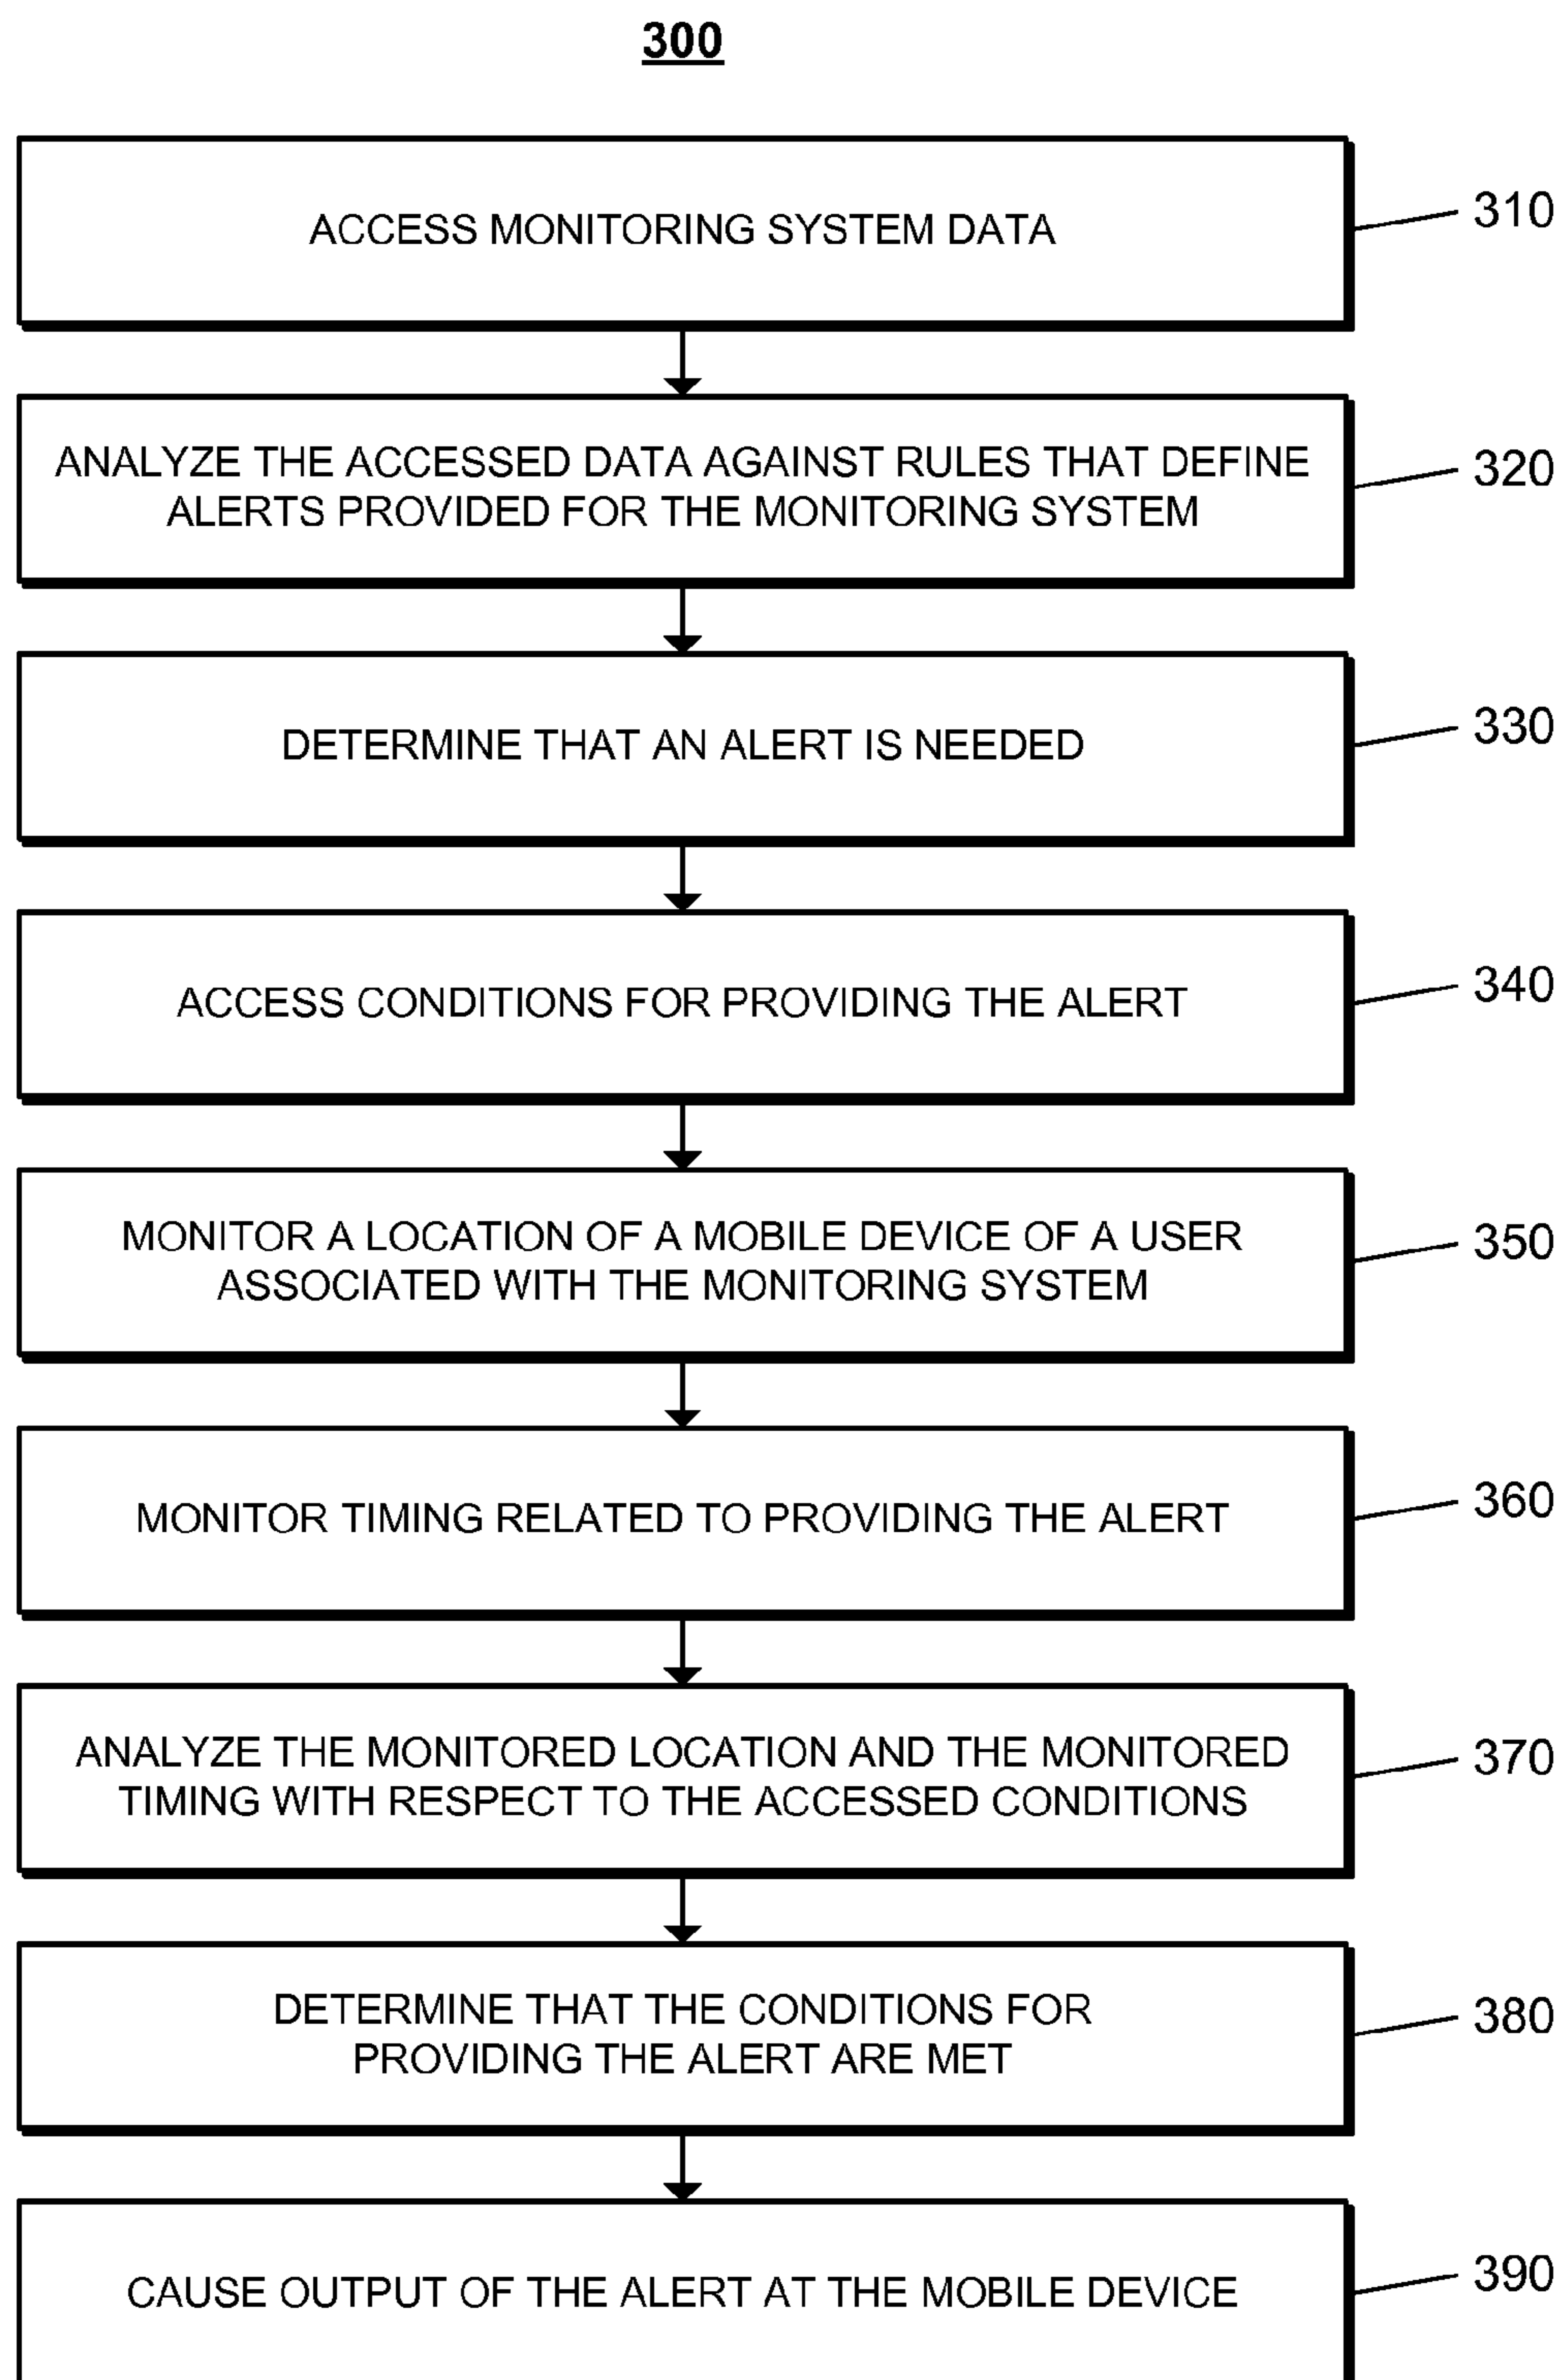 300
ACCESS MONITORING SYSTEM DATA
310
ANALYZE THE ACCESSED DATA AGAINST RULES THAT DEFINE
ALERTS PROVIDED FOR THE MONITORING SYSTEM
320
DETERMINE THAT AN ALERT IS NEEDED
330
ACCESS CONDITIONS FOR PROVIDING THE ALERT
340
MONITOR A LOCATION OF A MOBILE DEVICE OF A USER
ASSOCIATED WITH THE MONITORING SYSTEM
350
MONITOR TIMING RELATED TO PROVIDING THE ALERT
360
ANALYZE THE MONITORED LOCATION AND THE MONITORED
TIMING WITH RESPECT TO THE ACCESSED CONDITIONS
370
DETERMINE THAT THE CONDITIONS FOR
PROVIDING THE ALERT ARE MET
380
CAUSE OUTPUT OF THE ALERT AT THE MOBILE DEVICE
390